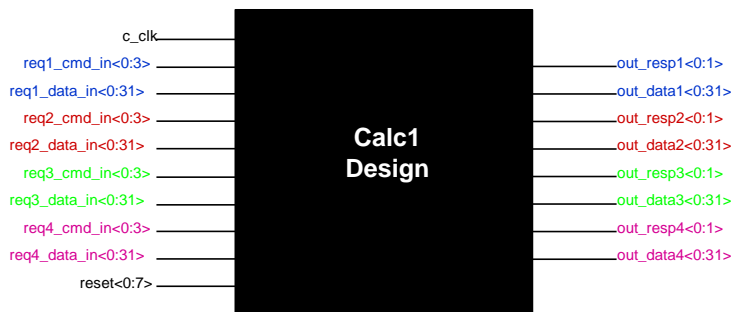 c_clk
req1_cmd_in<0:3>
req1_data_in<0:31>
req2_cmd_in<0:3>
req2_data_in<0:31>
req3_cmd_in<0:3>
req3_data_in<0:31>
req4_cmd_in<0:3>
req4_data_in<0:31>
reset<0:7>
Calc1
Design
out_resp1<0:1>
out_data1<0:31>
out_resp2<0:1>
out_data2<0:31>
out_resp3<0:1>
out_data3<0:31>
out_resp4<0:1>
out_data4<0:31>